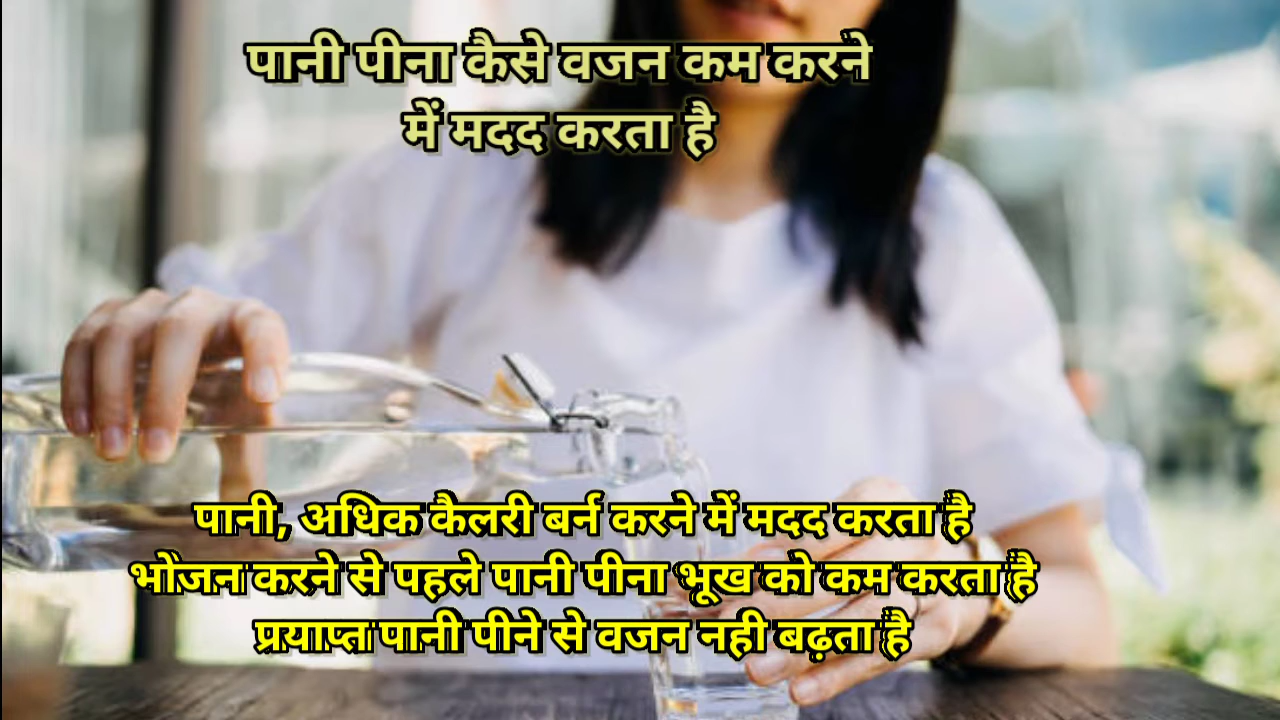 पानी पीना कैसे वजन कम करने
में मदद करता है
पानी, अधिक कैलरी बर्न करने में मदद करता है
भोजन करने से पहले पानी पीना भूख को कम करता है
प्रयाप्त पानी पीने से वजन नही बढ़ता है